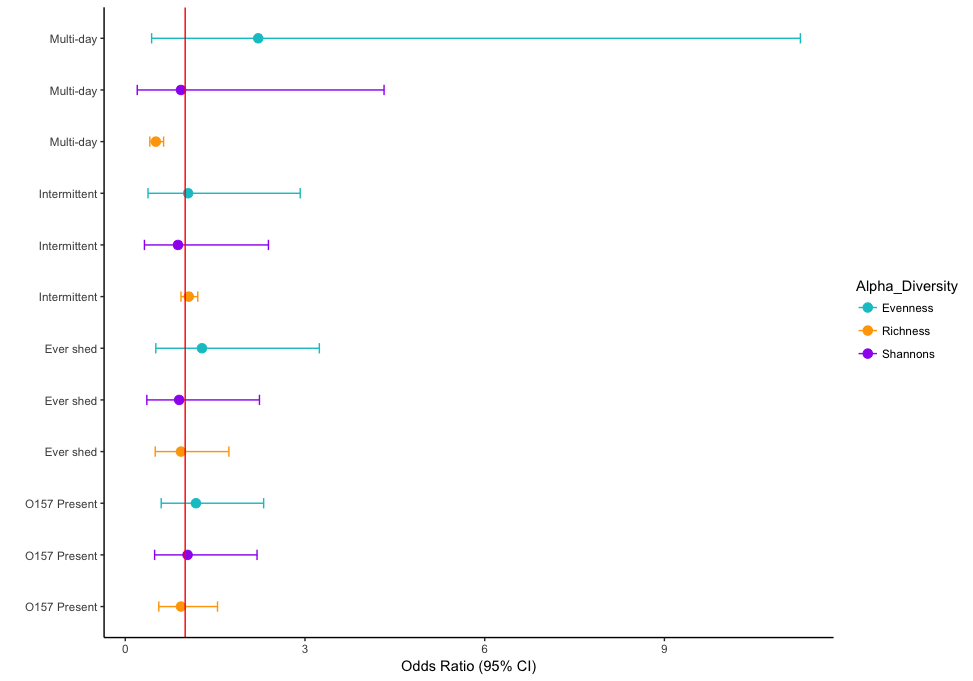 Multi-day
Multi-day
Multi-day
Intermittent
Intermittent
Intermittent
Ever shed
Ever shed
Ever shed
O157 Present
O157 Present
O157 Present
0 3 6 9
Odds Ratio (95% CI)
Alpha_Diversity
Evenness
Richness
Shannons